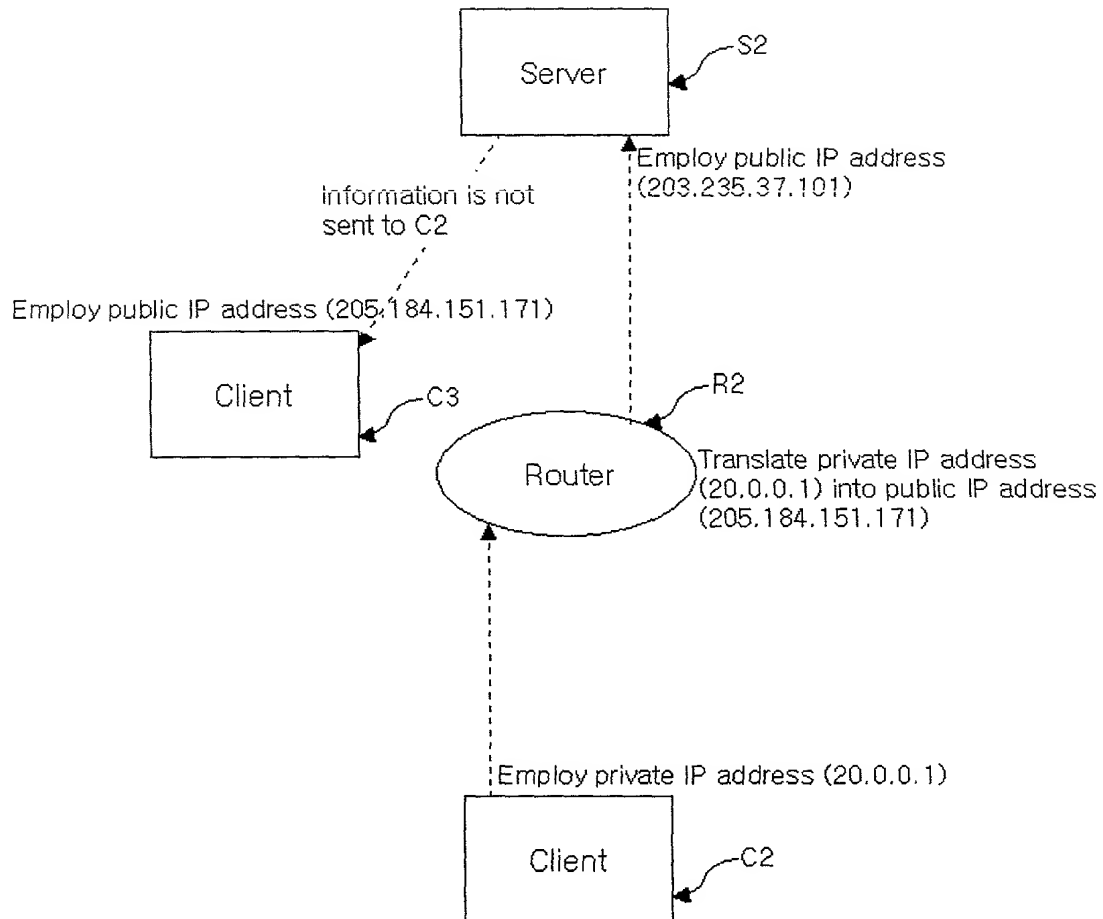 Server
S2
Employ public IP address
(203.235.37.101)
Information is not
sent to C2
Employ public IP address (205.184.151.171)
Client
C3
R2
Router
Translate private IP address
(20.0.0.1) into public IP address
(205.184.151.171)
Employ private IP address (20.0.0.1)
Client
C2